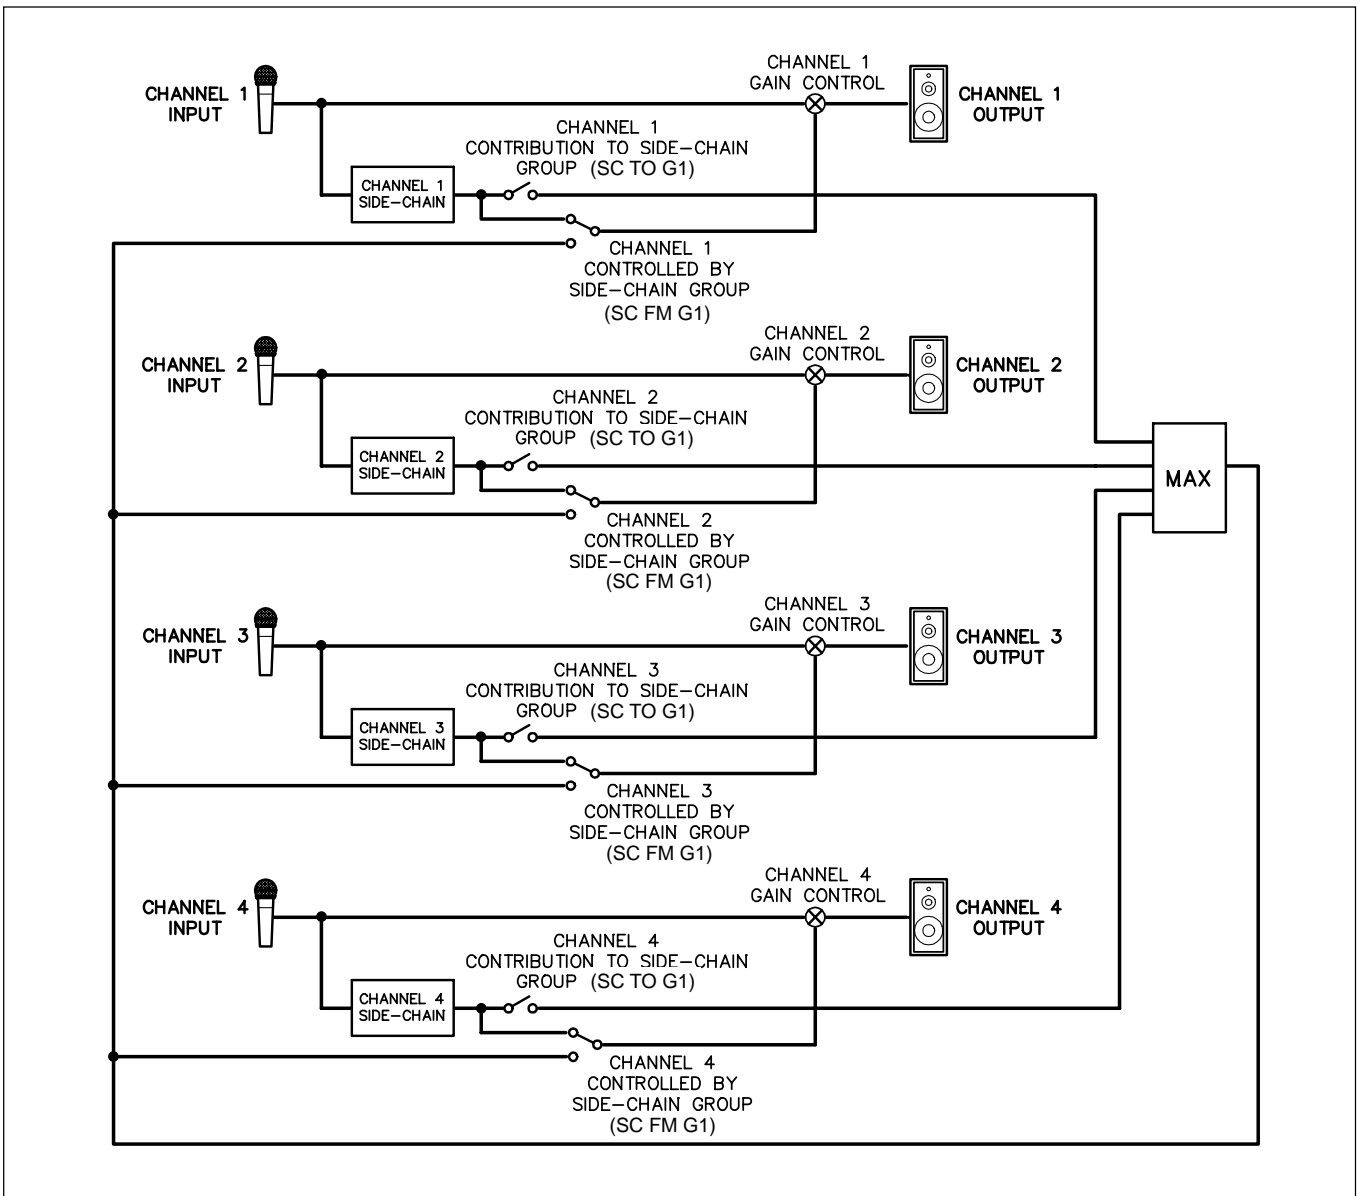 CHANNEL 1
GAIN CONTROL
CHANNEL 1
INPUT
CHANNEL 1
OUTPUT
CHANNEL 1
CONTRIBUTION TO SIDE-CHAIN
GROUP (SC TO G1)
CHANNEL 1
SIDE-CHAIN
CHANNEL 1
CONTROLLED BY
SIDE-CHAIN GROUP
(SC FM G1)
CHANNEL 2
GAIN CONTROL
CHANNEL 2
INPUT
CHANNEL 2
OUTPUT
CHANNEL 2
CONTRIBUTION TO SIDE-CHAIN
GROUP (SC TO G1)
CHANNEL 2
SIDE-CHAIN
MAX
CHANNEL 2
CONTROLLED BY
SIDE-CHAIN GROUP
(SC FM G1)
CHANNEL 3
GAIN CONTROL
CHANNEL 3
INPUT
CHANNEL 3
OUTPUT
CHANNEL 3
CONTRIBUTION TO SIDE-CHAIN
GROUP (SC TO G1)
CHANNEL 3
SIDE-CHAIN
CHANNEL 3
CONTROLLED BY
SIDE-CHAIN GROUP
(SC FM G1)
CHANNEL 4
GAIN CONTROL
CHANNEL 4
INPUT
CHANNEL 4
OUTPUT
CHANNEL 4
CONTRIBUTION TO SIDE-CHAIN
GROUP (SC TO G1)
CHANNEL 4
SIDE-CHAIN
CHANNEL 4
CONTROLLED BY
SIDE-CHAIN GROUP
(SC FM G1)